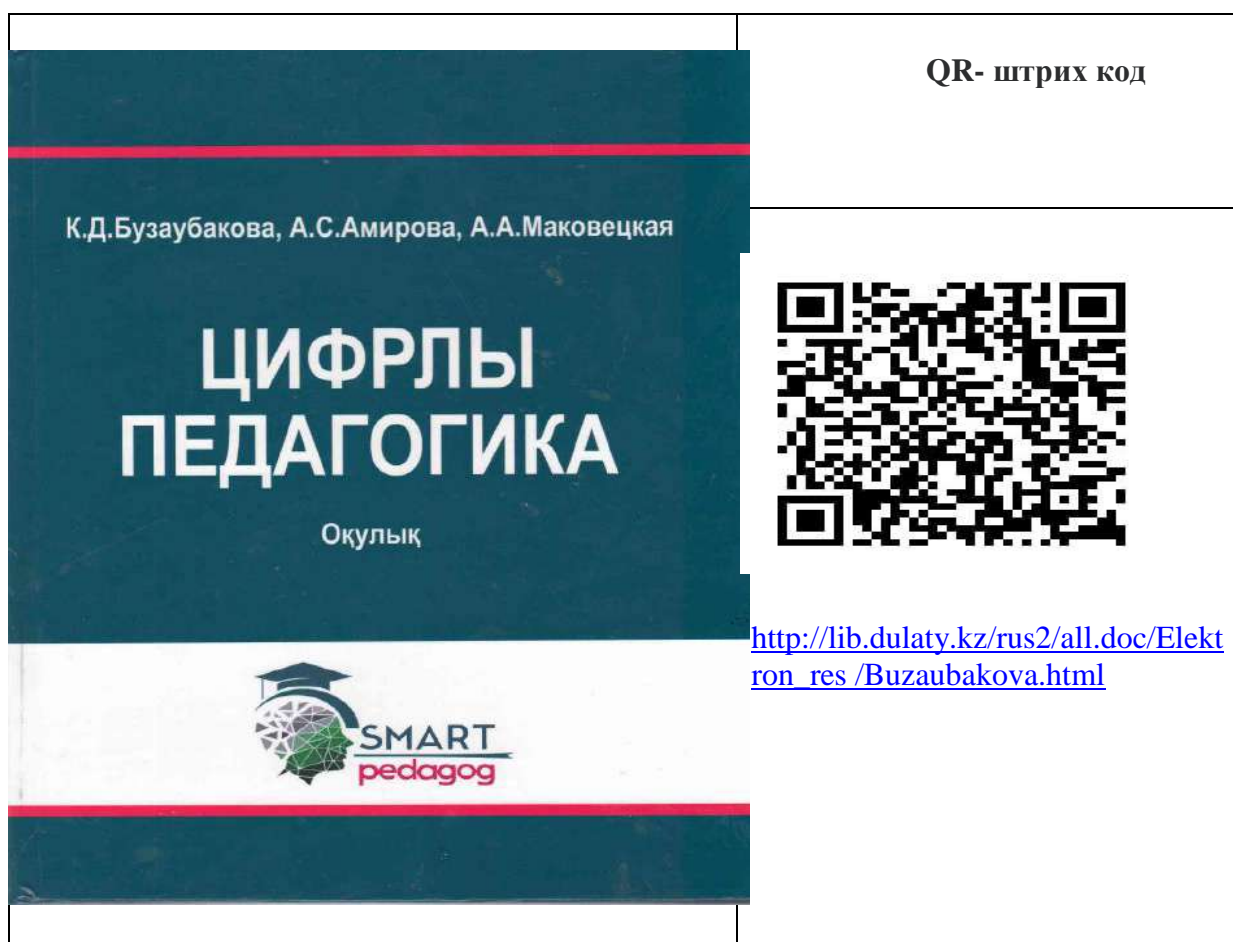 К.Д.Бузаубакова, А.С.Амирова, А.А.Маковецкая
ЦИФРЛЫ
ПЕДАГОГИКА
Оқулық
SMART
pedagog
QR- штрих код
http://lib.dulaty.kz/rus2/all.doc/Elekt
ron_res /Buzaubakova.html